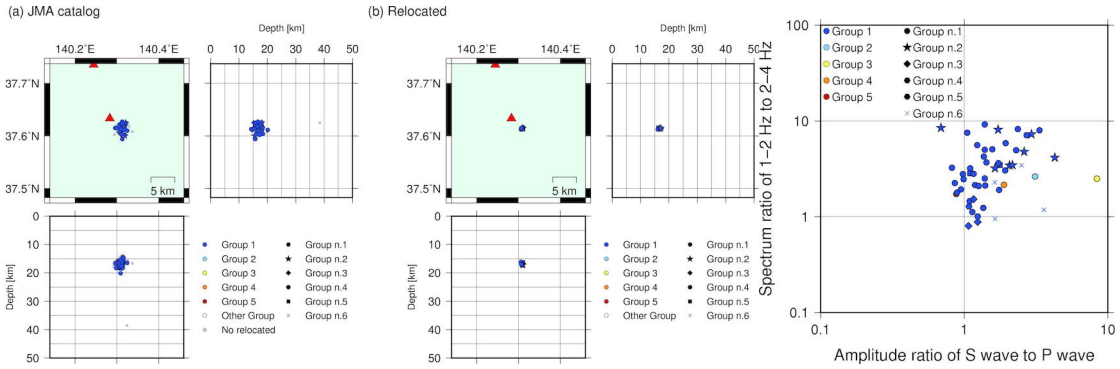 (a) JMA catalog
Depth [km]
140.2˚E
140.4˚E
0 10 20 30 40 50
37.7˚N
37.6˚N
37.5˚N
5 km
0
10
20
30
40
50
Depth [km]
Group 1
Group 2
Group 3
Group 4
Group 5
Other Group
No relocated
Group n.1
Group n.2
Group n.3
Group n.4
Group n.5
Group n.6
(b) Relocated
Depth [km]
140.2˚E
140.4˚E
0 10 20 30 40 50
37.7˚N
37.6˚N
37.5˚N
5 km
0
10
20
30
40
50
Depth [km]
Group 1
Group 2
Group 3
Group 4
Group 5
Other Group
Group n.1
Group n.2
Group n.3
Group n.4
Group n.5
Group n.6
Spectrum ratio of 1−2 Hz to 2−4 Hz
100
10
1
0.1
Group 1
Group 2
Group 3
Group 4
Group 5
Group n.1
Group n.2
Group n.3
Group n.4
Group n.5
Group n.6
0.1 1 10
Amplitude ratio of S wave to P wave